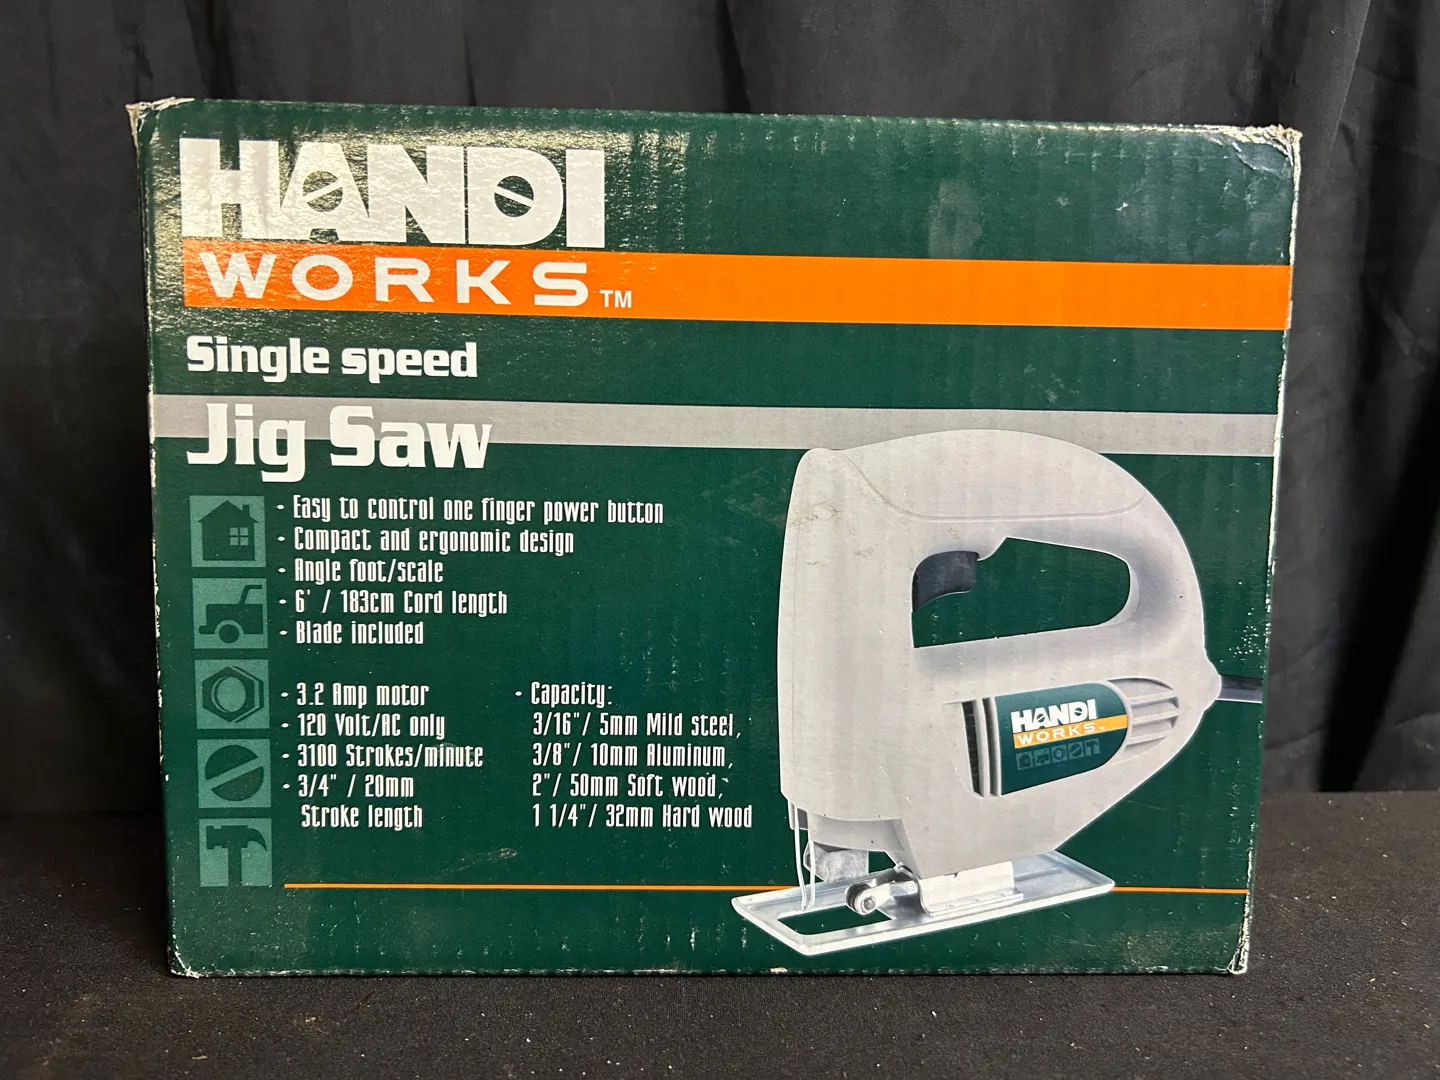 HANDI
WORKS TM
Single speed
Jig Saw
- Easy to control one finger power button
- Compact and ergonomic design
- Angle foot/scale
- 6' / 183cm Cord length
- Blade included
- 3.2 Amp motor
- 120 Volt/AC only
- 3100 Strokes/minute
- 3/4" / 20mm
Stroke length
- Capacity:
3/16"/ 5mm Mild steel,
3/8"/ 10mm Aluminum,
2"/ 50mm Soft wood,
1 1/4"/ 32mm Hard wood
HANDI
WORKS